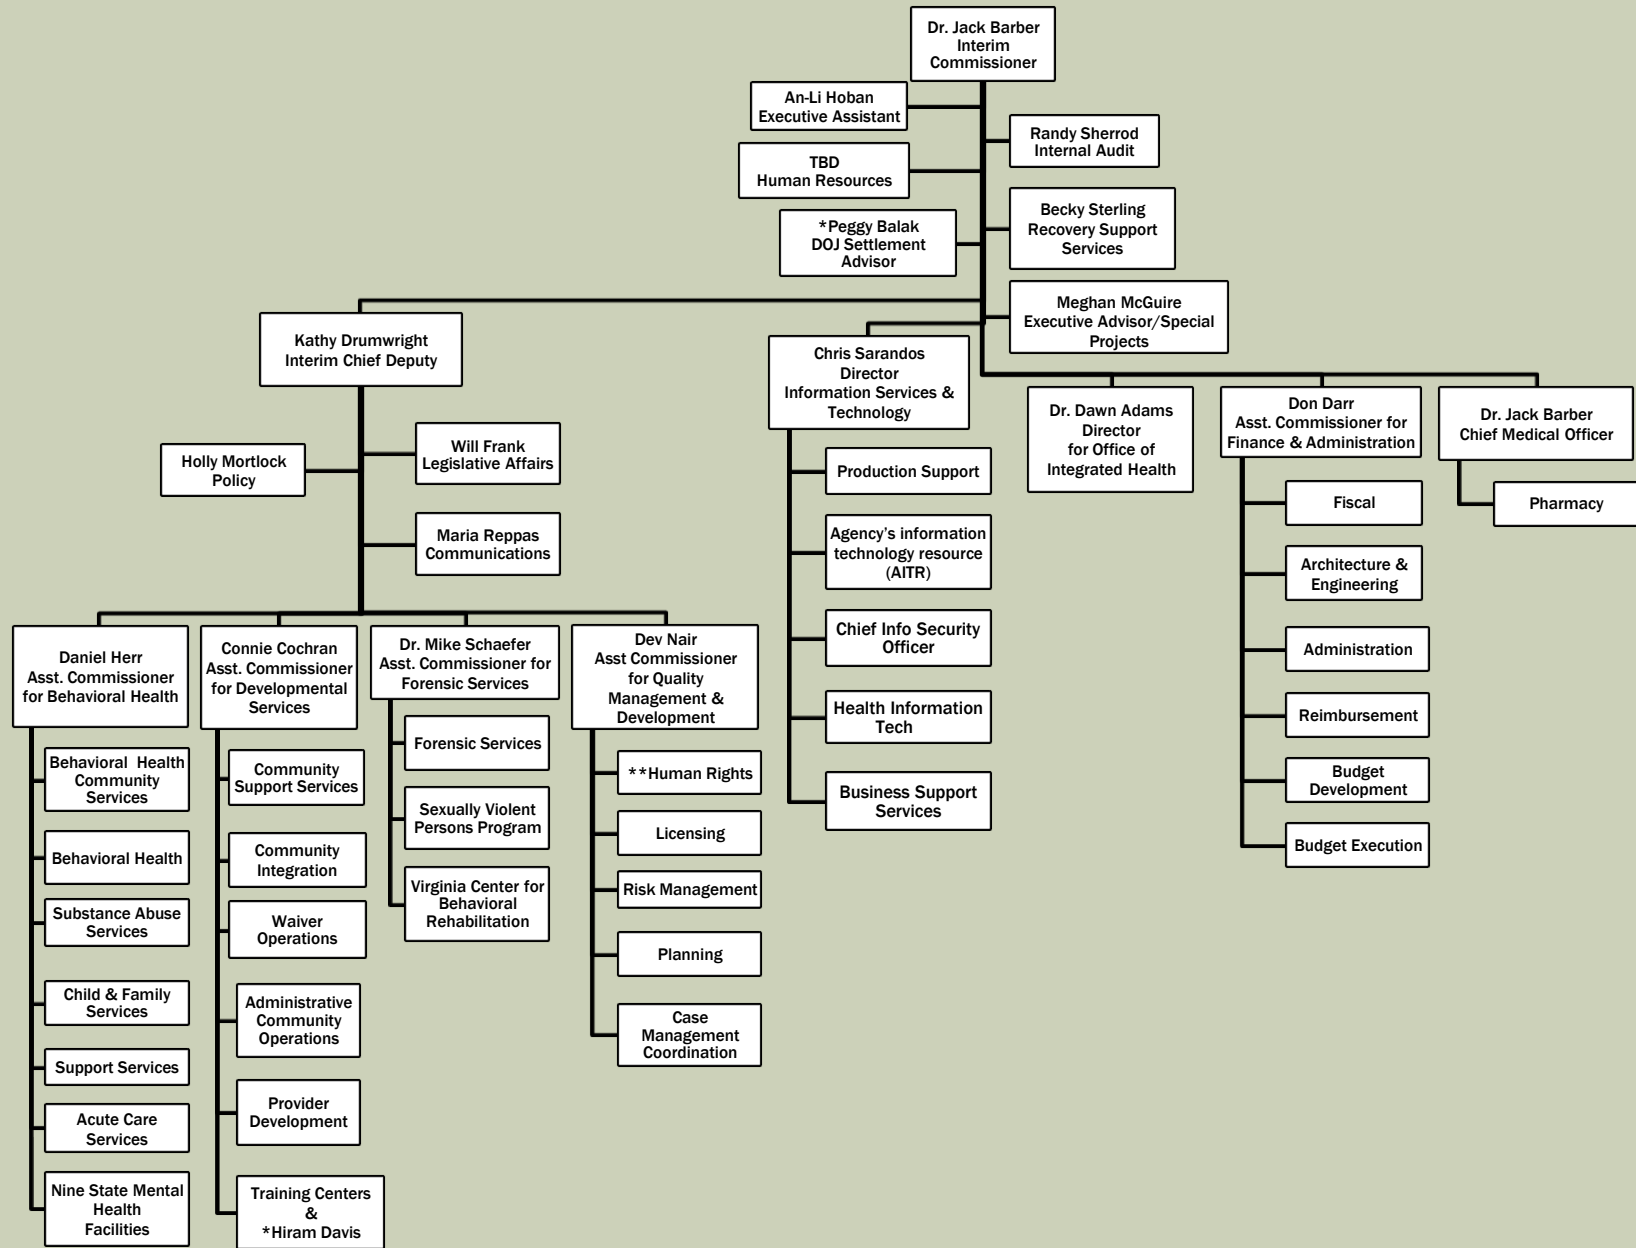 Dr. Jack Barber
Interim
Commissioner
An-Li Hoban
Executive Assistant
Randy Sherrod
Internal Audit
TBD
Human Resources
Becky Sterling
Recovery Support
Services
*Peggy Balak
DOJ Settlement
Advisor
Meghan McGuire
Executive Advisor/Special
Projects
Kathy Drumwright
Interim Chief Deputy
Chris Sarandos
Director
Information Services &
Technology
Dr. Dawn Adams
Director
for Office of
Integrated Health
Don Darr
Asst. Commissioner for
Finance & Administration
Dr. Jack Barber
Chief Medical Officer
Holly Mortlock
Policy
Will Frank
Legislative Affairs
Maria Reppas
Communications
Production Support
Agency's information
technology resource
(AITR)
Chief Info Security
Officer
Health Information
Tech
Business Support
Services
Fiscal
Architecture &
Engineering
Administration
Reimbursement
Budget
Development
Budget Execution
Pharmacy
Daniel Herr
Asst. Commissioner
for Behavioral Health
Behavioral Health
Community
Services
Behavioral Health
Substance Abuse
Services
Child & Family
Services
Support Services
Acute Care
Services
Nine State Mental
Health
Facilities
Connie Cochran
Asst. Commissioner
for Developmental
Services
Community
Support Services
Community
Integration
Waiver
Operations
Administrative
Community
Operations
Provider
Development
Training Centers
&
*Hiram Davis
Dr. Mike Schaefer
Asst. Commissioner for
Forensic Services
Forensic Services
Sexually Violent
Persons Program
Virginia Center for
Behavioral
Rehabilitation
Dev Nair
Asst Commissioner
for Quality
Management &
Development
**Human Rights
Licensing
Risk Management
Planning
Case
Management
Coordination